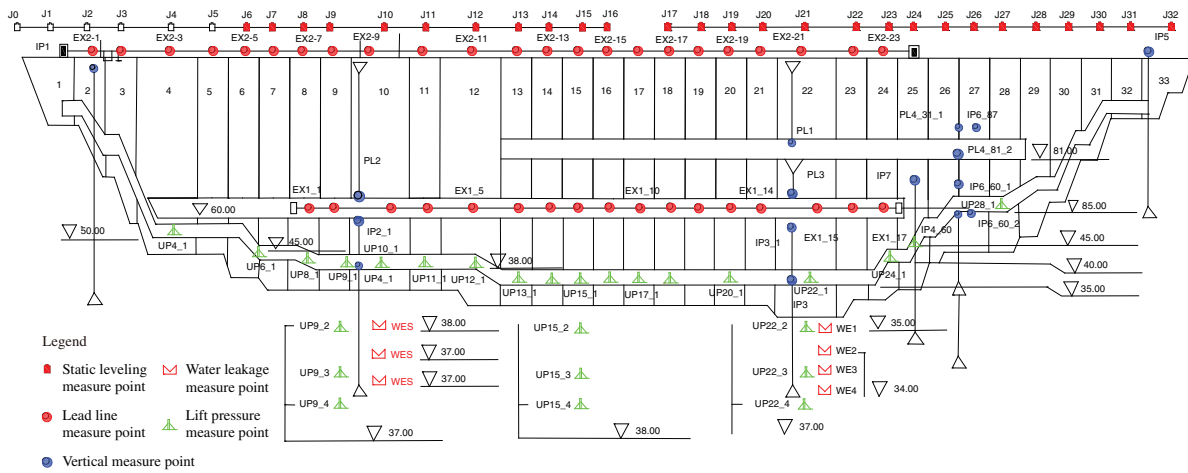 J0 J1 J2 J3 J4 J5 J6 J7 J8 J9 J10 J11 J12 J13 J14 J15 J16 J17 J18 J19 J20 J21 J22 J23 J24 J25 J26 J27 J28 J29 J30 J31 J32
IP1 EX2-1 EX2-3 EX2-6 EX2-7 EX2-9 EX2-11 EX2-13 EX2-15 EX2-17 EX2-19 EX2-21 EX2-23 IP5
1 2 3 4 5 6 7 8 9 10 11 12 13 14 15 16 17 18 19 20 21 22 23 24 25 26 27 28 29 30 31 32 33
PL4_31_1 IP6_87
PL1
PL2 PL3 IP7 PL4_81_2 81.00
EX1_1 EX1_5 EX1_10 EX1_14 IP6_60_1
60.00 UP28_1 85.00
50.00 IP2_1 IP3_1 EX1_15 EX1_17 IP4_60 IP6_60_2
UP4_1 45.00 UP10_1 45.00
UP6_1 UP8_1 UP9_1 UP4_1 UP11_1 UP12_1 38.00 UP13_1 UP15_1 UP17_1 UP20_1 UP22_1 UP24_1 40.00
IP3 35.00
UP9_2 WES 38.00 UP15_2 UP22_2 WE1 35.00
37.00 WE2
UP9_3 WES 37.00 UP15_3 UP22_3 WE3
WES WE4 34.00
UP9_4 UP15_4 UP22_4
37.00 38.00 37.00
Legend
Static leveling measure point
Water leakage measure point
Lead line measure point
Lift pressure measure point
Vertical measure point